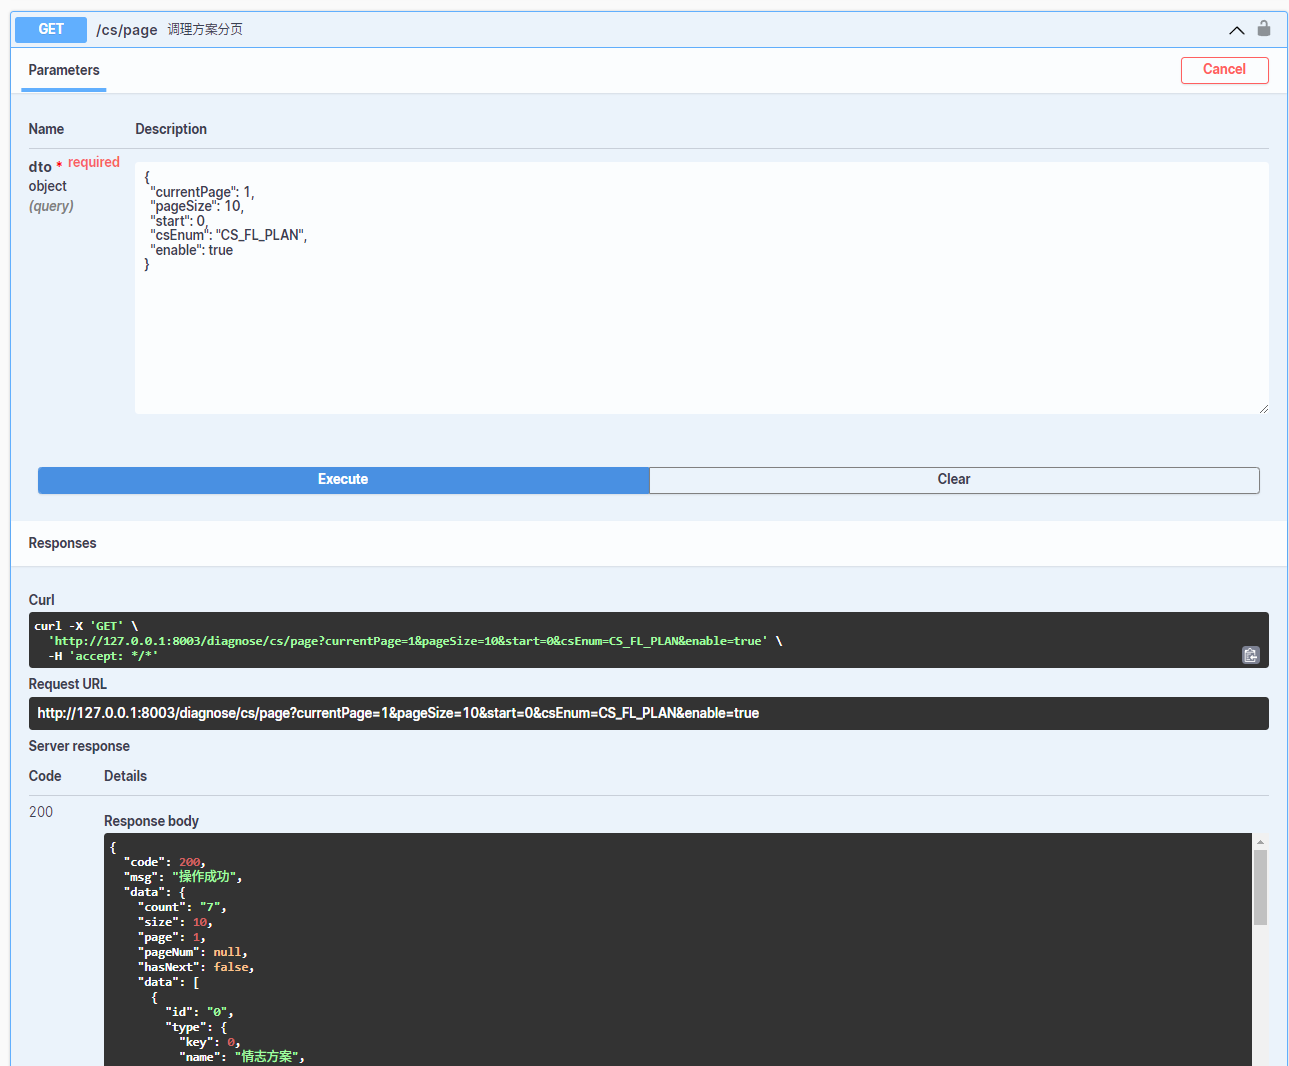 GET /cs/page 调理方案分页
Parameters
Cancel
Name Description
dto * required
object
(query)
{
"currentPage": 1,
"pageSize": 10,
"start": 0,
"csEnum": "CS_FL_PLAN",
"enable": true
}
Execute
Clear
Responses
Curl
curl -X 'GET' \
'http://127.0.0.1:8003/diagnose/cs/page?currentPage=1&pageSize=10&start=0&csEnum=CS_FL_PLAN&enable=true' \
-H 'accept: */*'
Request URL
http://127.0.0.1:8003/diagnose/cs/page?currentPage=1&pageSize=10&start=0&csEnum=CS_FL_PLAN&enable=true
Server response
Code Details
200
Response body
{
"code": 200,
"msg": "操作成功",
"data": {
"count": "7",
"size": 10,
"page": 1,
"pageNum": null,
"hasNext": false,
"data": [
{
"id": "0",
"type": {
"key": 0,
"name": "情志方案",